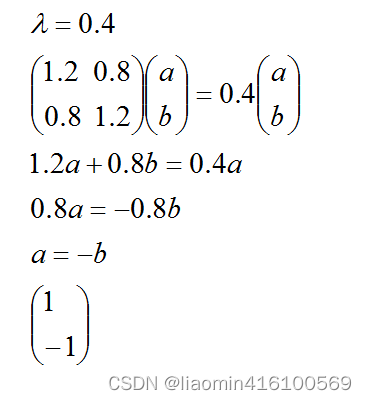 λ = 0.4
(1.2 0.8
0.8 1.2)(a
b) = 0.4(a
b)
1.2a + 0.8b = 0.4a
0.8a = −0.8b
a = −b
(1
−1)
CSDN @liaomin416100569